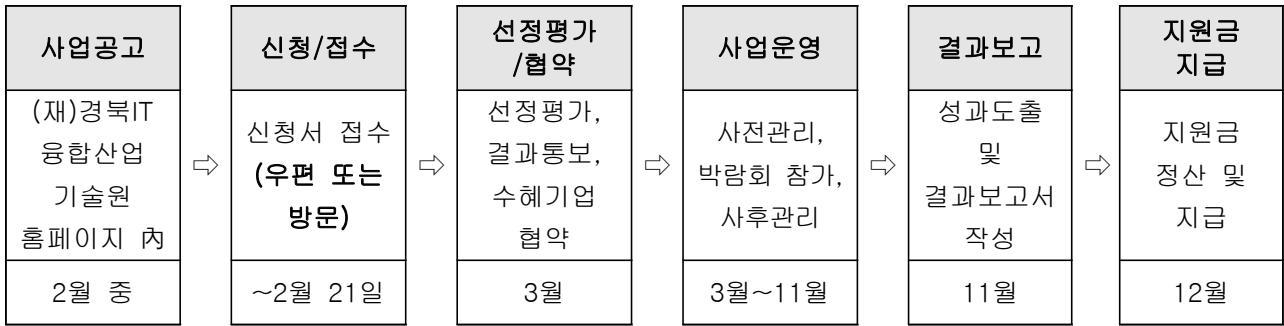 사업공고
(재)경북IT
융합산업
기술원
홈페이지 內
2월 중
⇨
신청/접수
신청서 접수
(우편 또는
방문)
~2월 21일
⇨
선정평가
/협약
선정평가,
결과통보,
수혜기업
협약
3월
⇨
사업운영
사전관리,
박람회 참가,
사후관리
3월~11월
⇨
결과보고
성과도출
및
결과보고서
작성
11월
⇨
지원금
지급
지원금
정산 및
지급
12월